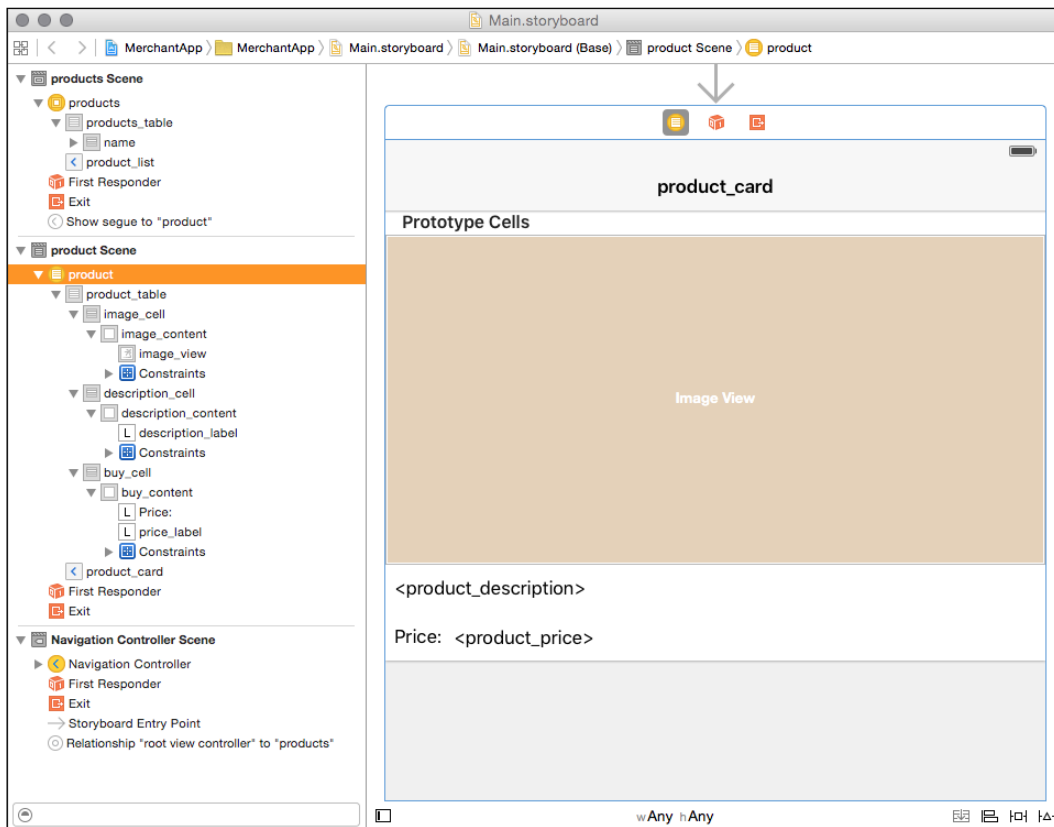 Main.storyboard
MerchantApp MerchantApp Main.storyboard Main.storyboard (Base) product Scene product
products Scene
products
products_table
name
product_list
First Responder
Exit
Show segue to "product"
product Scene
product
product_table
image_cell
image_content
image_view
Constraints
description_cell
description_content
L description_label
Constraints
buy_cell
buy_content
L Price:
L price_label
Constraints
product_card
First Responder
Exit
Navigation Controller Scene
Navigation Controller
First Responder
Exit
Storyboard Entry Point
Relationship "root view controller" to "products"
product_card
Prototype Cells
Image View
<product_description>
Price: <product_price>
wAny hAny